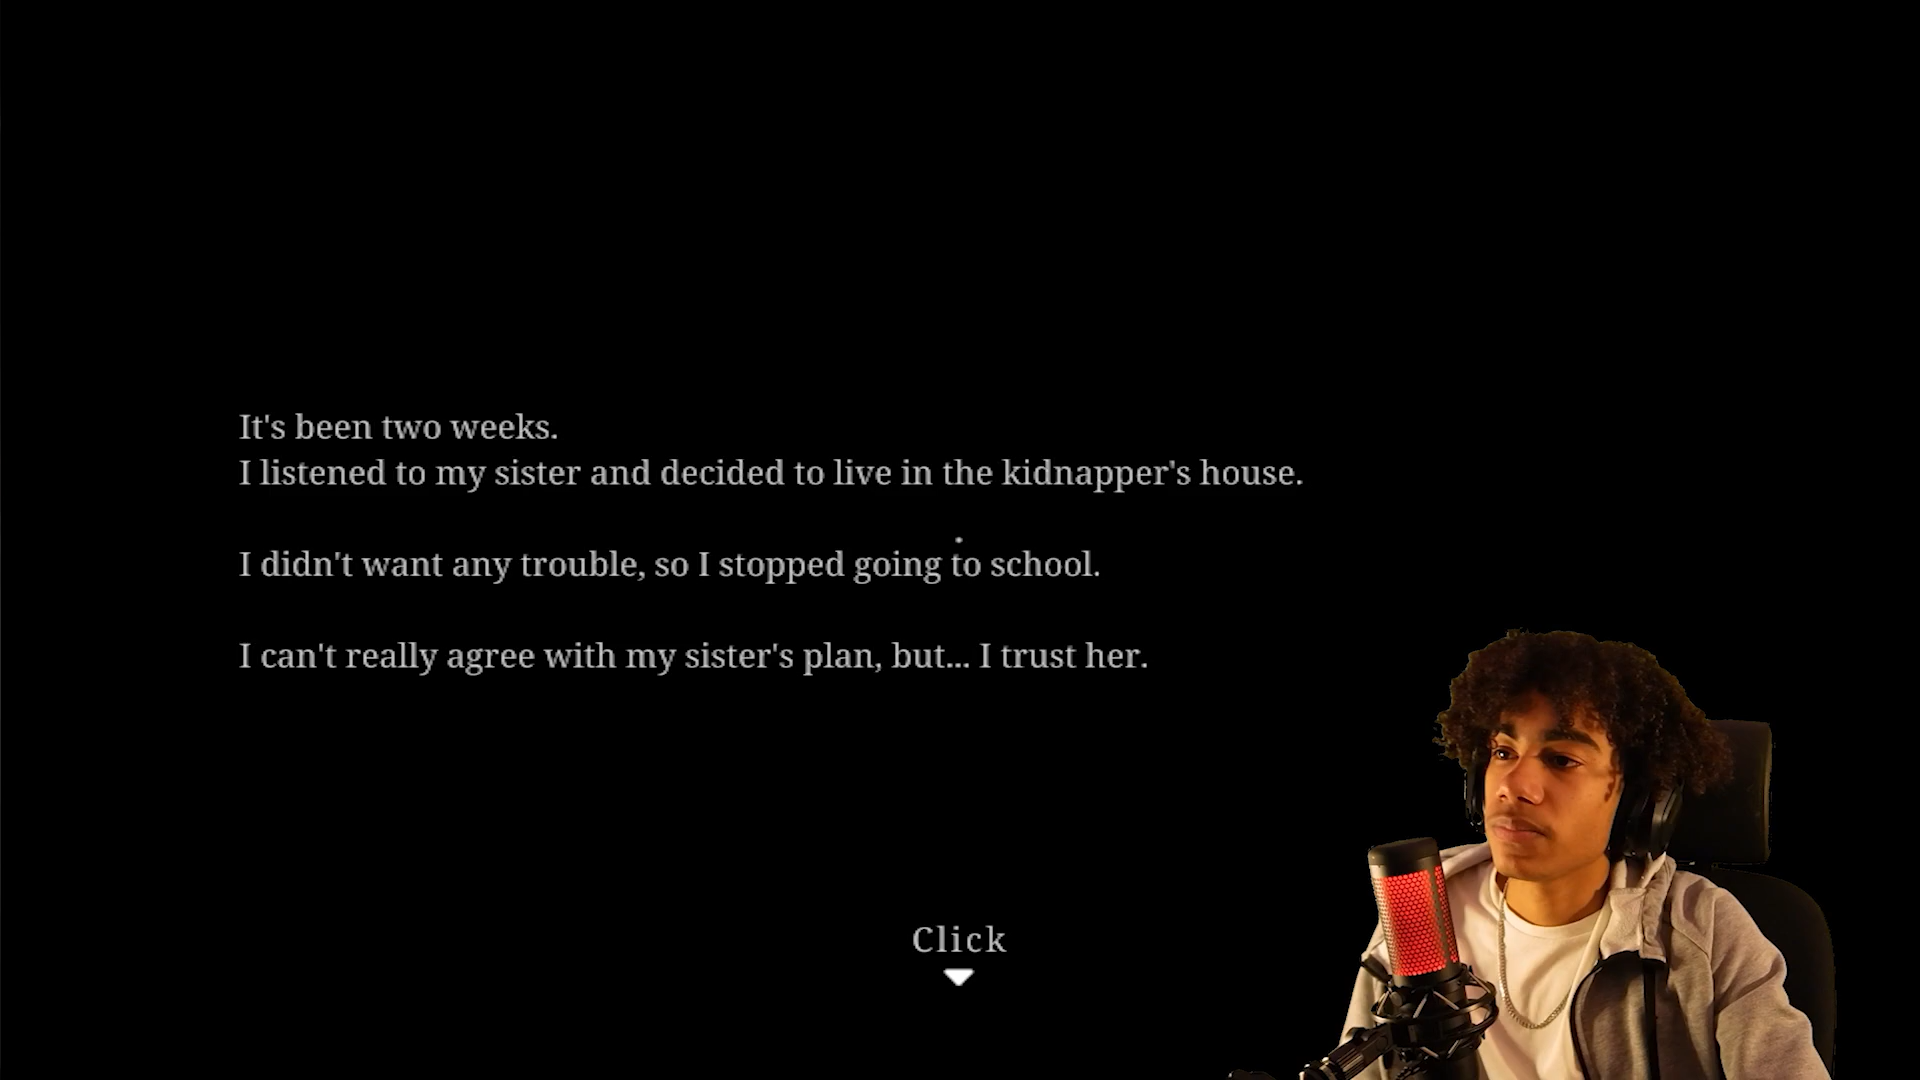 It's been two weeks.
I listened to my sister and decided to live in the kidnapper's house.
I didn't want any trouble, so I stopped going to school.
I can't really agree with my sister's plan, but... I trust her.
Click